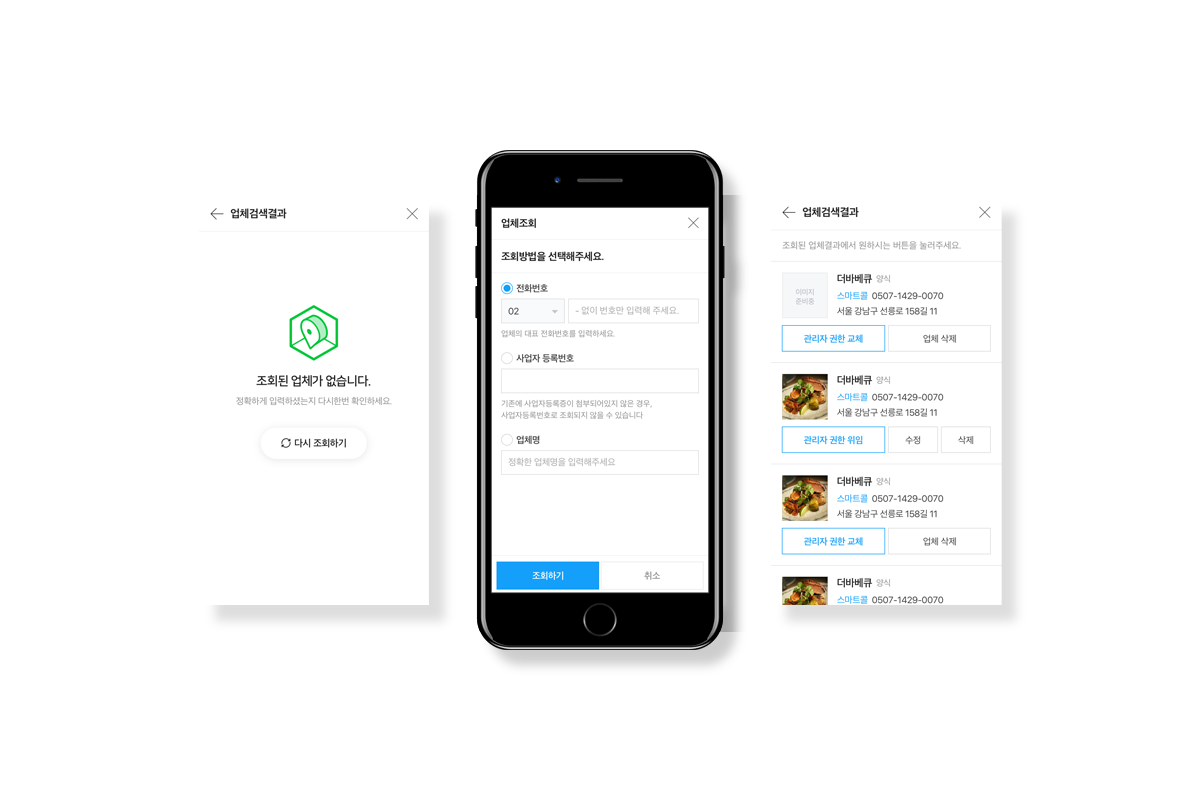 업체검색결과
조회된 업체가 없습니다.
정확하게 입력하셨는지 다시한번 확인하세요.
다시 조회하기
업체조회
조회방법을 선택해주세요.
전화번호
02
- 없이 번호만 입력해 주세요.
업체의 대표 전화번호를 입력하세요.
사업자 등록번호
기존에 사업자등록증이 첨부되어있지 않은 경우,
사업자등록번호로 조회되지 않을 수 있습니다
업체명
정확한 업체명을 입력해주세요
조회하기 취소
업체검색결과
조회된 업체결과에서 원하시는 버튼을 눌러주세요.
이미지
준비중
더바베큐 양식
스마트콜 0507-1429-0070
서울 강남구 선릉로 158길 11
관리자 권한 교체 업체 삭제
더바베큐 양식
스마트콜 0507-1429-0070
서울 강남구 선릉로 158길 11
관리자 권한 위임 수정 삭제
더바베큐 양식
스마트콜 0507-1429-0070
서울 강남구 선릉로 158길 11
관리자 권한 교체 업체 삭제
더바베큐 양식
스마트콜 0507-1429-0070